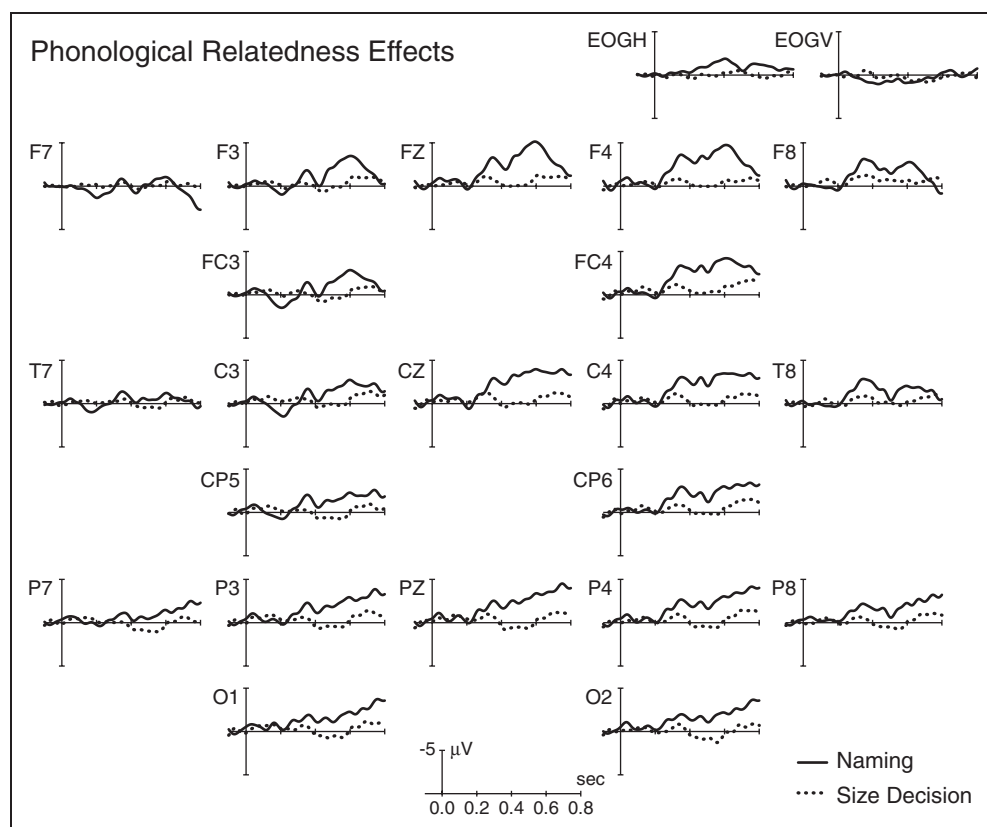 Phonological Relatedness Effects
EOGH EOGV
F7 F3 FZ F4 F8
FC3 FC4
T7 C3 CZ C4 T8
CP5 CP6
P7 P3 PZ P4 P8
O1 O2
-5 µV
sec
0.0 0.2 0.4 0.6 0.8
Naming
Size Decision